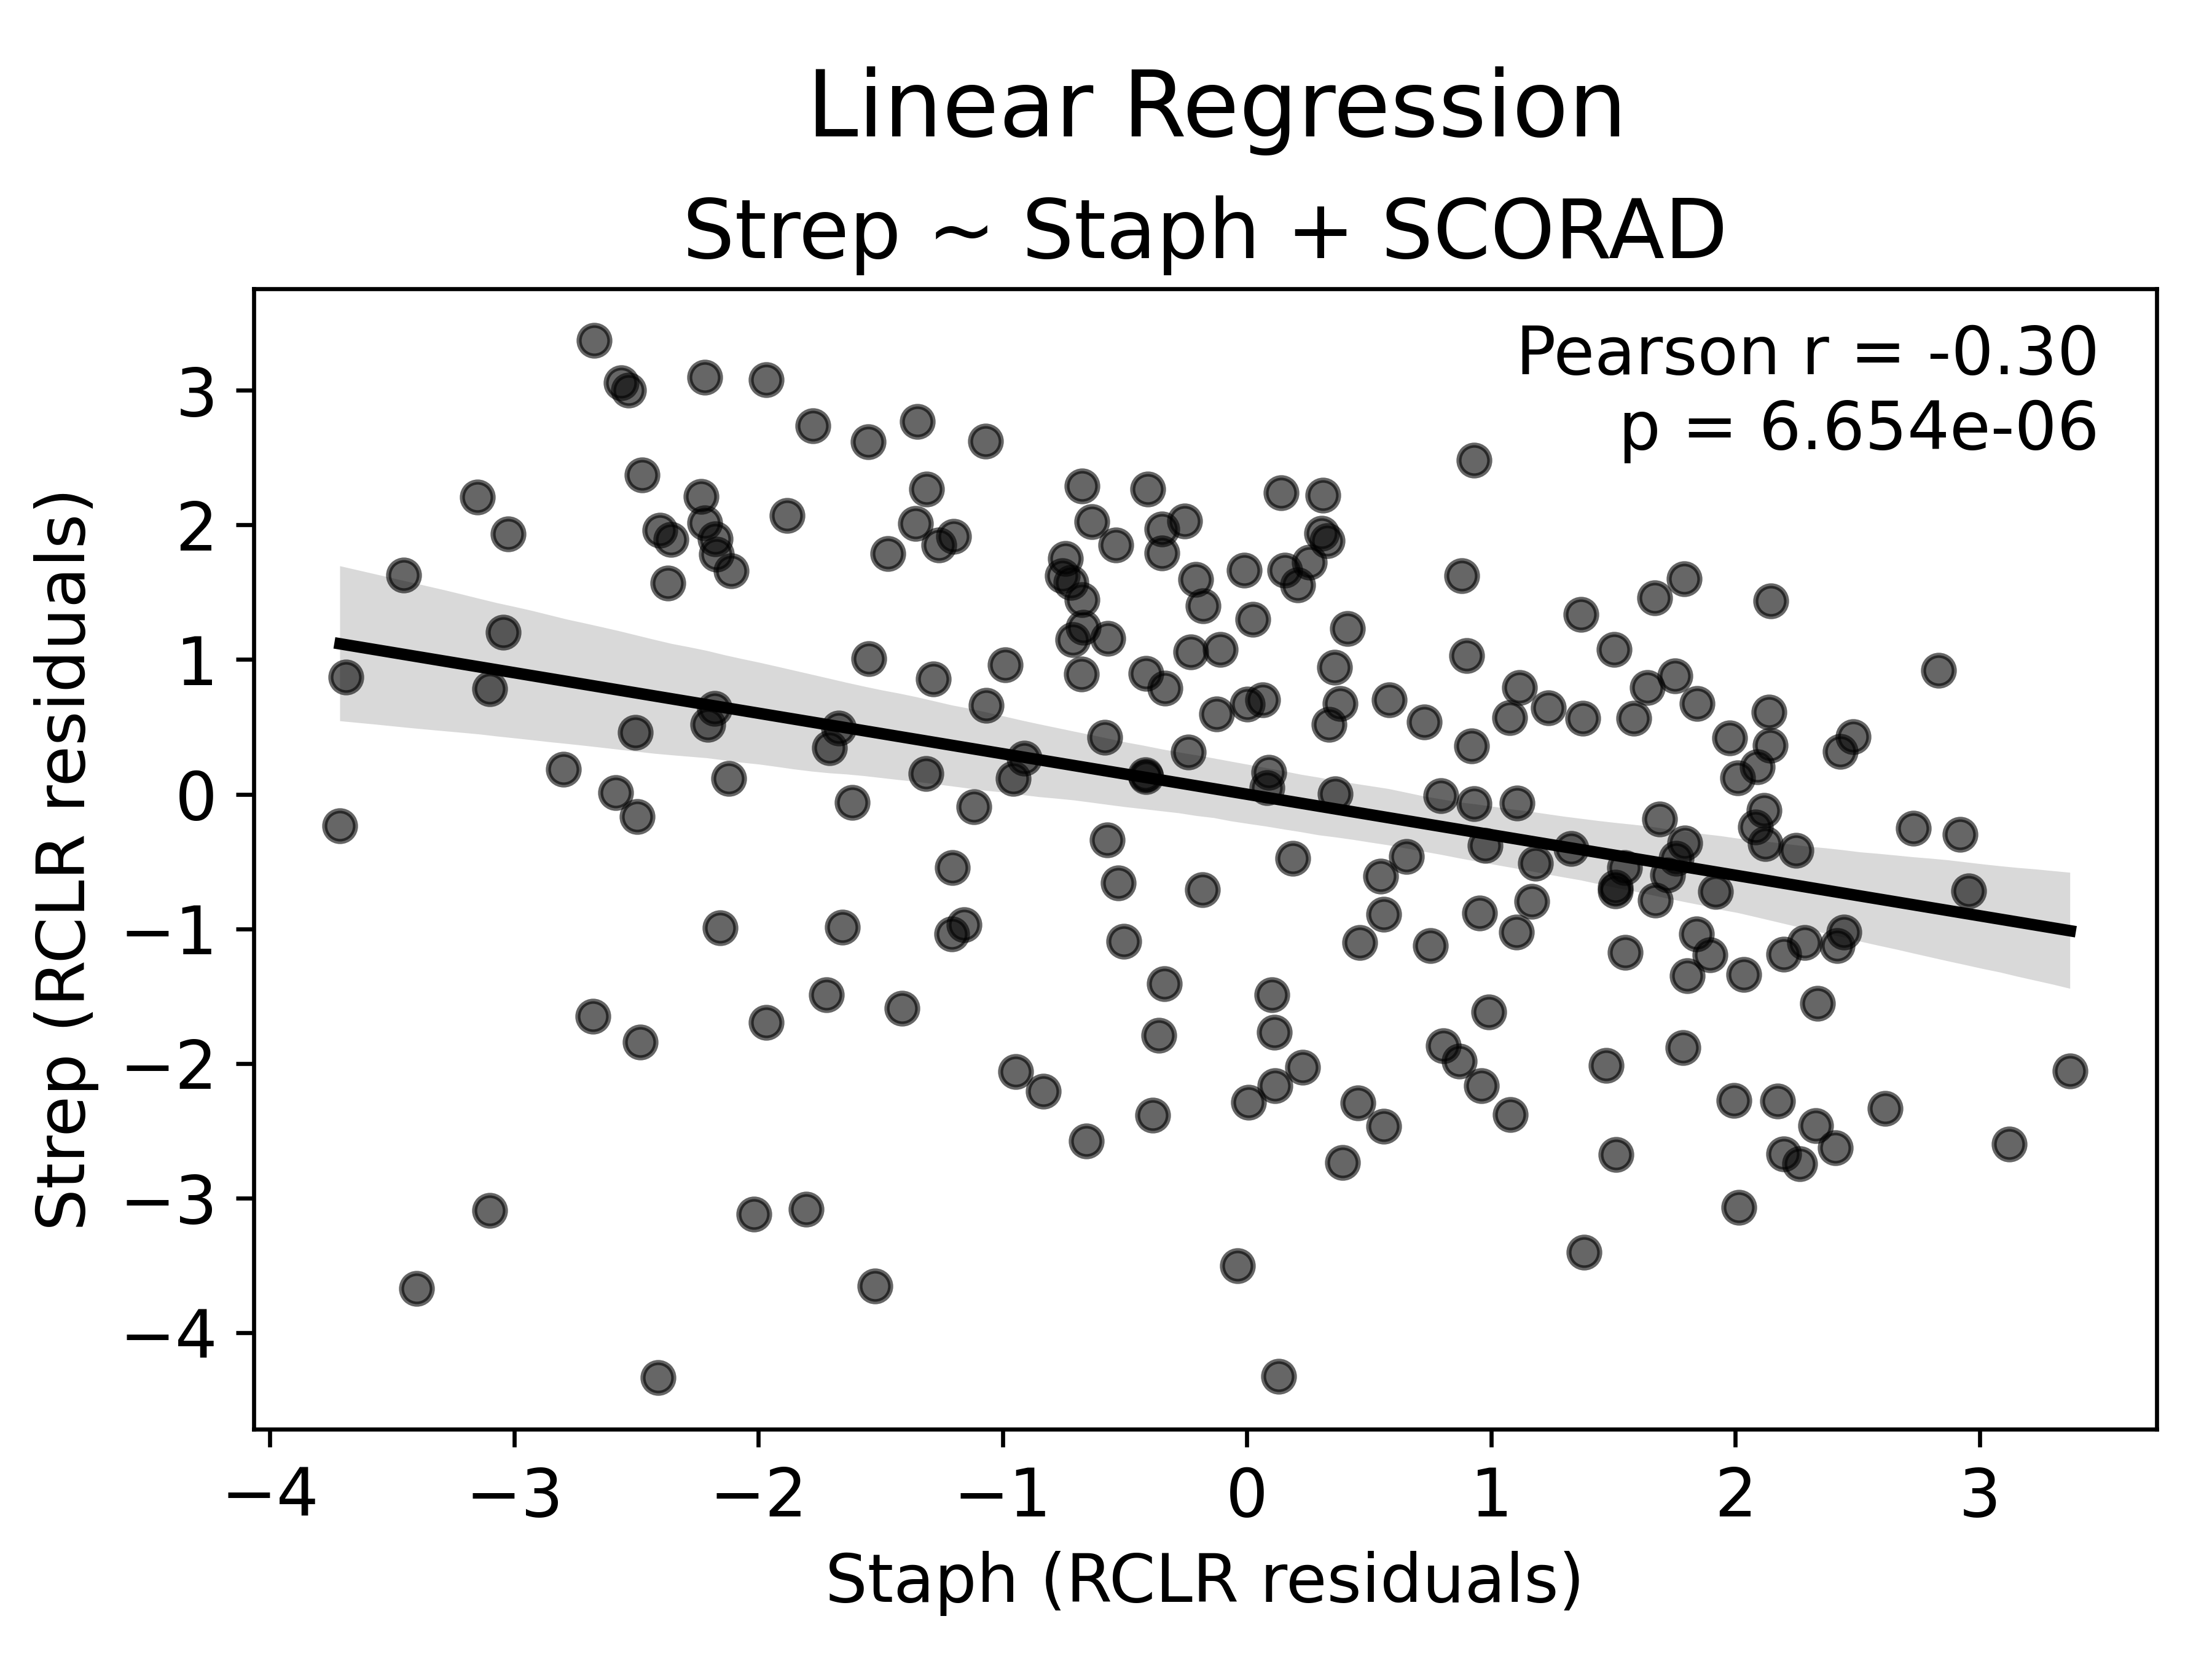 Linear Regression
Strep ~ Staph + SCORAD
Pearson r = -0.30
p = 6.654e-06
Strep (RCLR residuals)
3
2
1
0
−1
−2
−3
−4
−4 −3 −2 −1 0 1 2 3
Staph (RCLR residuals)